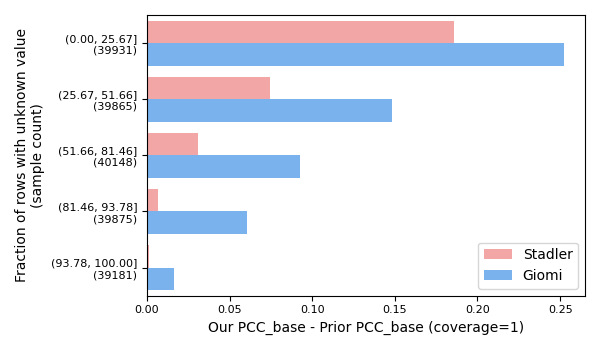 Fraction of rows with unknown value
(sample count)
(0.00, 25.67]
(39931)
(25.67, 51.66]
(39865)
(51.66, 81.46]
(40148)
(81.46, 93.78]
(39875)
(93.78, 100.00]
(39181)
Stadler
Giomi
0.00 0.05 0.10 0.15 0.20 0.25
Our PCC_base - Prior PCC_base (coverage=1)